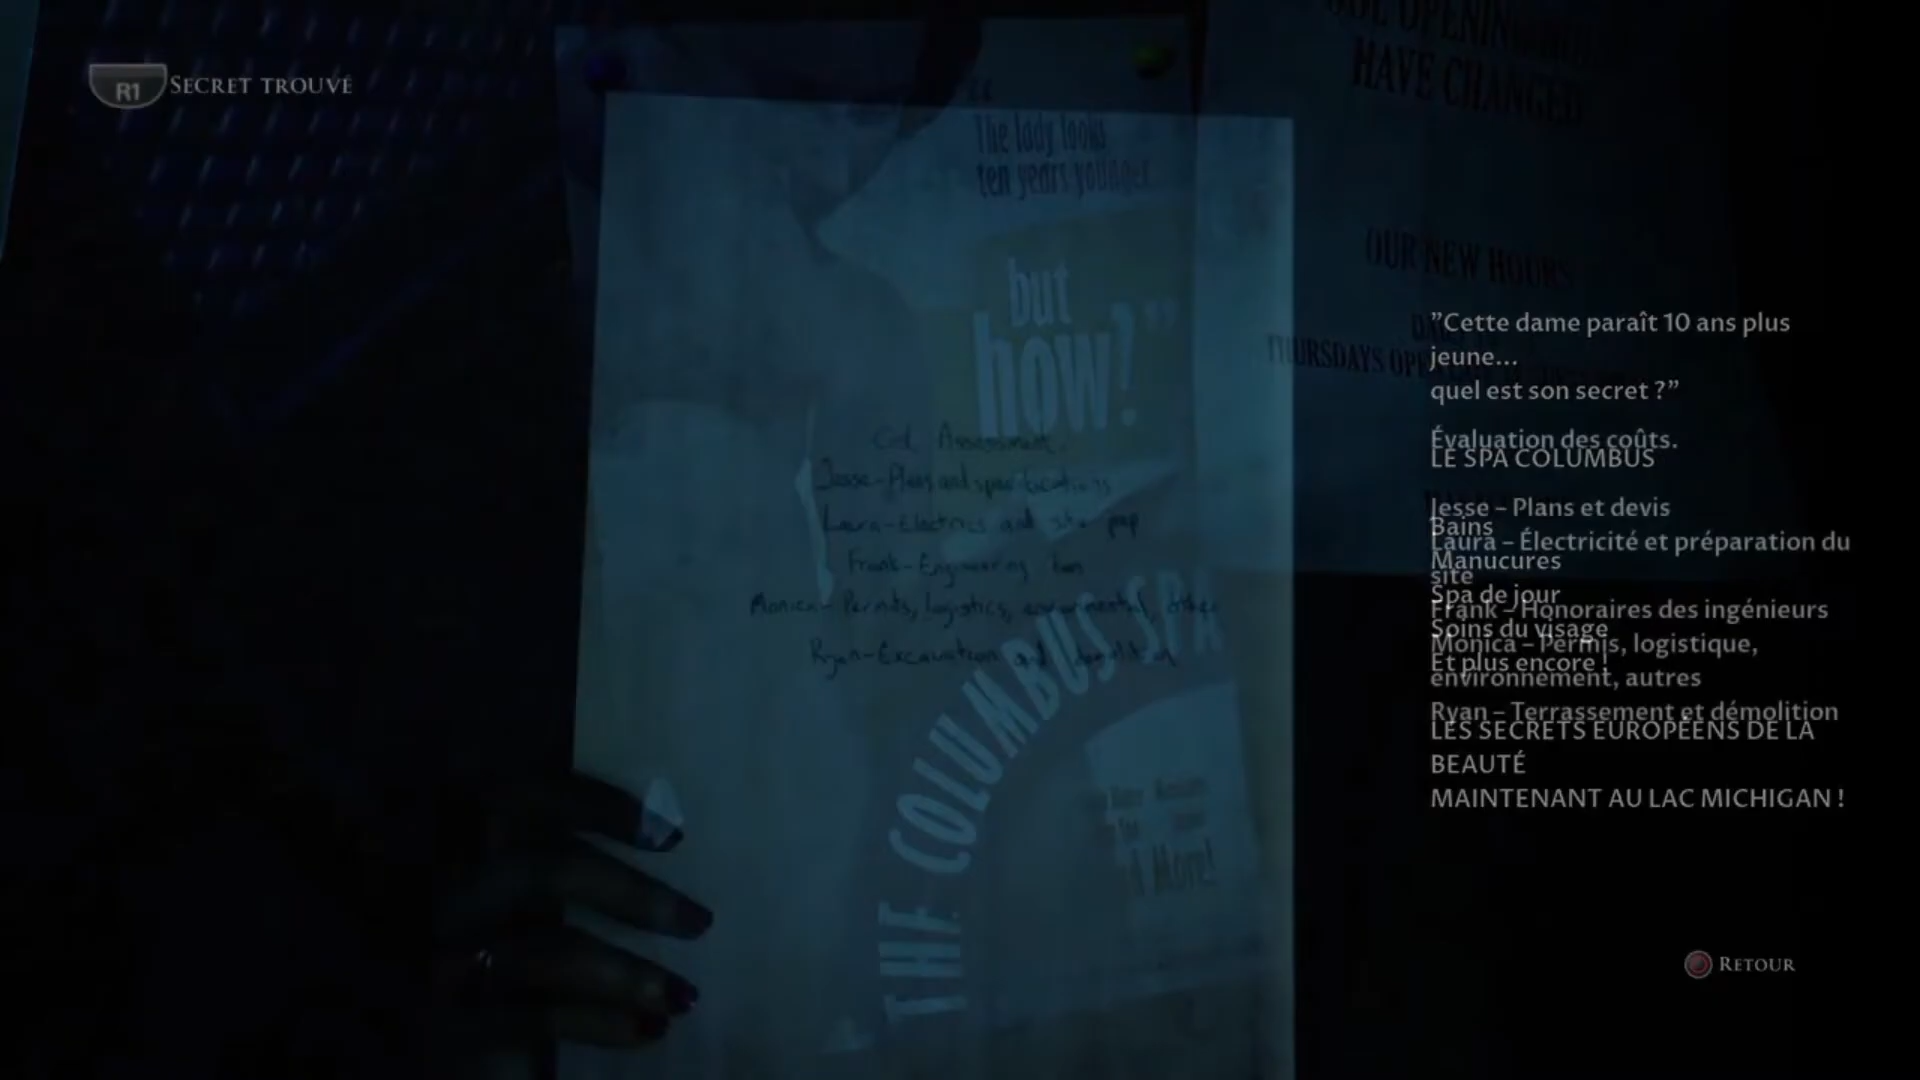 R1 SECRET TROUVÉ
OPENIN
HAVE CHANGED
“
The lady looks
ten years younger
but
how?”
OUR NEW HOURS
THURSDAYS
Assessment.
Jesse-Plans and
Laura-Electrics and site prep
Frank-Engineering
Monica-Permits, logistics, environmental, other
Ryan-Excavation and demolition
THE COLUMBUS SPA
& More!
”Cette dame paraît 10 ans plus
jeune...
quel est son secret ?”
LE SPA COLUMBUS
Bains
Manucures
Spa de jour
Soins du visage
Et plus encore !
LES SECRETS EUROPÉENS DE LA
BEAUTÉ
MAINTENANT AU LAC MICHIGAN !
Évaluation des coûts.
Jesse – Plans et devis
Laura – Électricité et préparation du
site
Frank – Honoraires des ingénieurs
Monica – Permis, logistique,
environnement, autres
Ryan – Terrassement et démolition
RETOUR